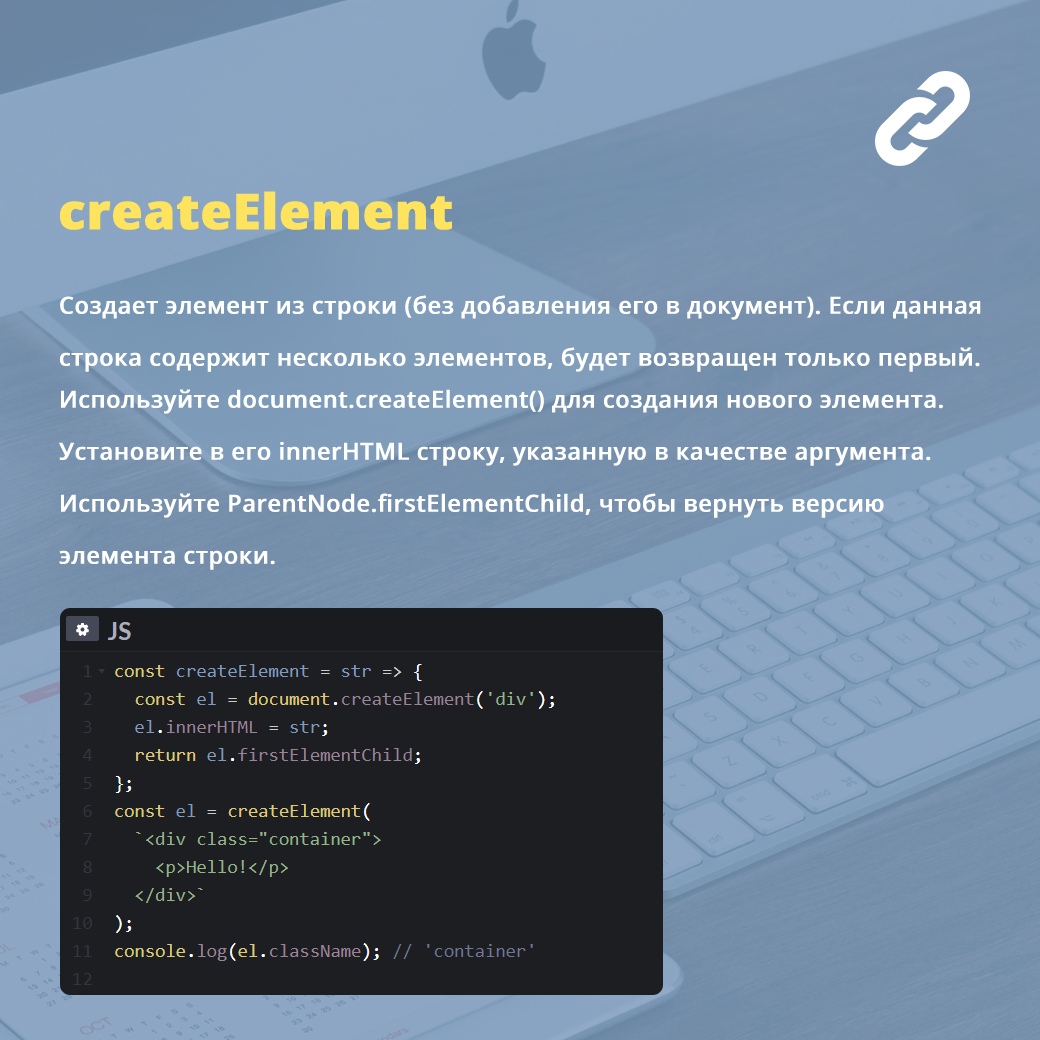 createElement
Создает элемент из строки (без добавления его в документ). Если данная
строка содержит несколько элементов, будет возвращен только первый.
Используйте document.createElement() для создания нового элемента.
Установите в его innerHTML строку, указанную в качестве аргумента.
Используйте ParentNode.firstElementChild, чтобы вернуть версию
элемента строки.
JS
1 const createElement = str => {
2 const el = document.createElement('div');
3 el.innerHTML = str;
4 return el.firstElementChild;
5 };
6 const el = createElement(
7 `<div class="container">
8 <p>Hello!</p>
9 </div>`
10 );
11 console.log(el.className); // 'container'
12